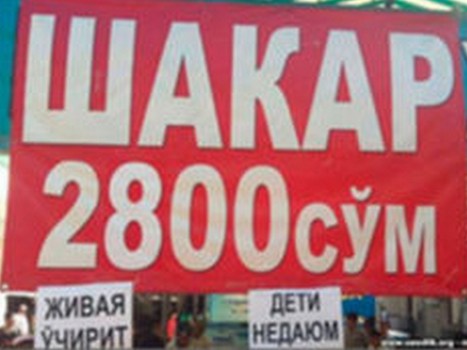 ШАКАР
2800СЎМ
ЖИВАЯ
ЎЧИРИТ
ДЕТИ
НЕДАЮМ